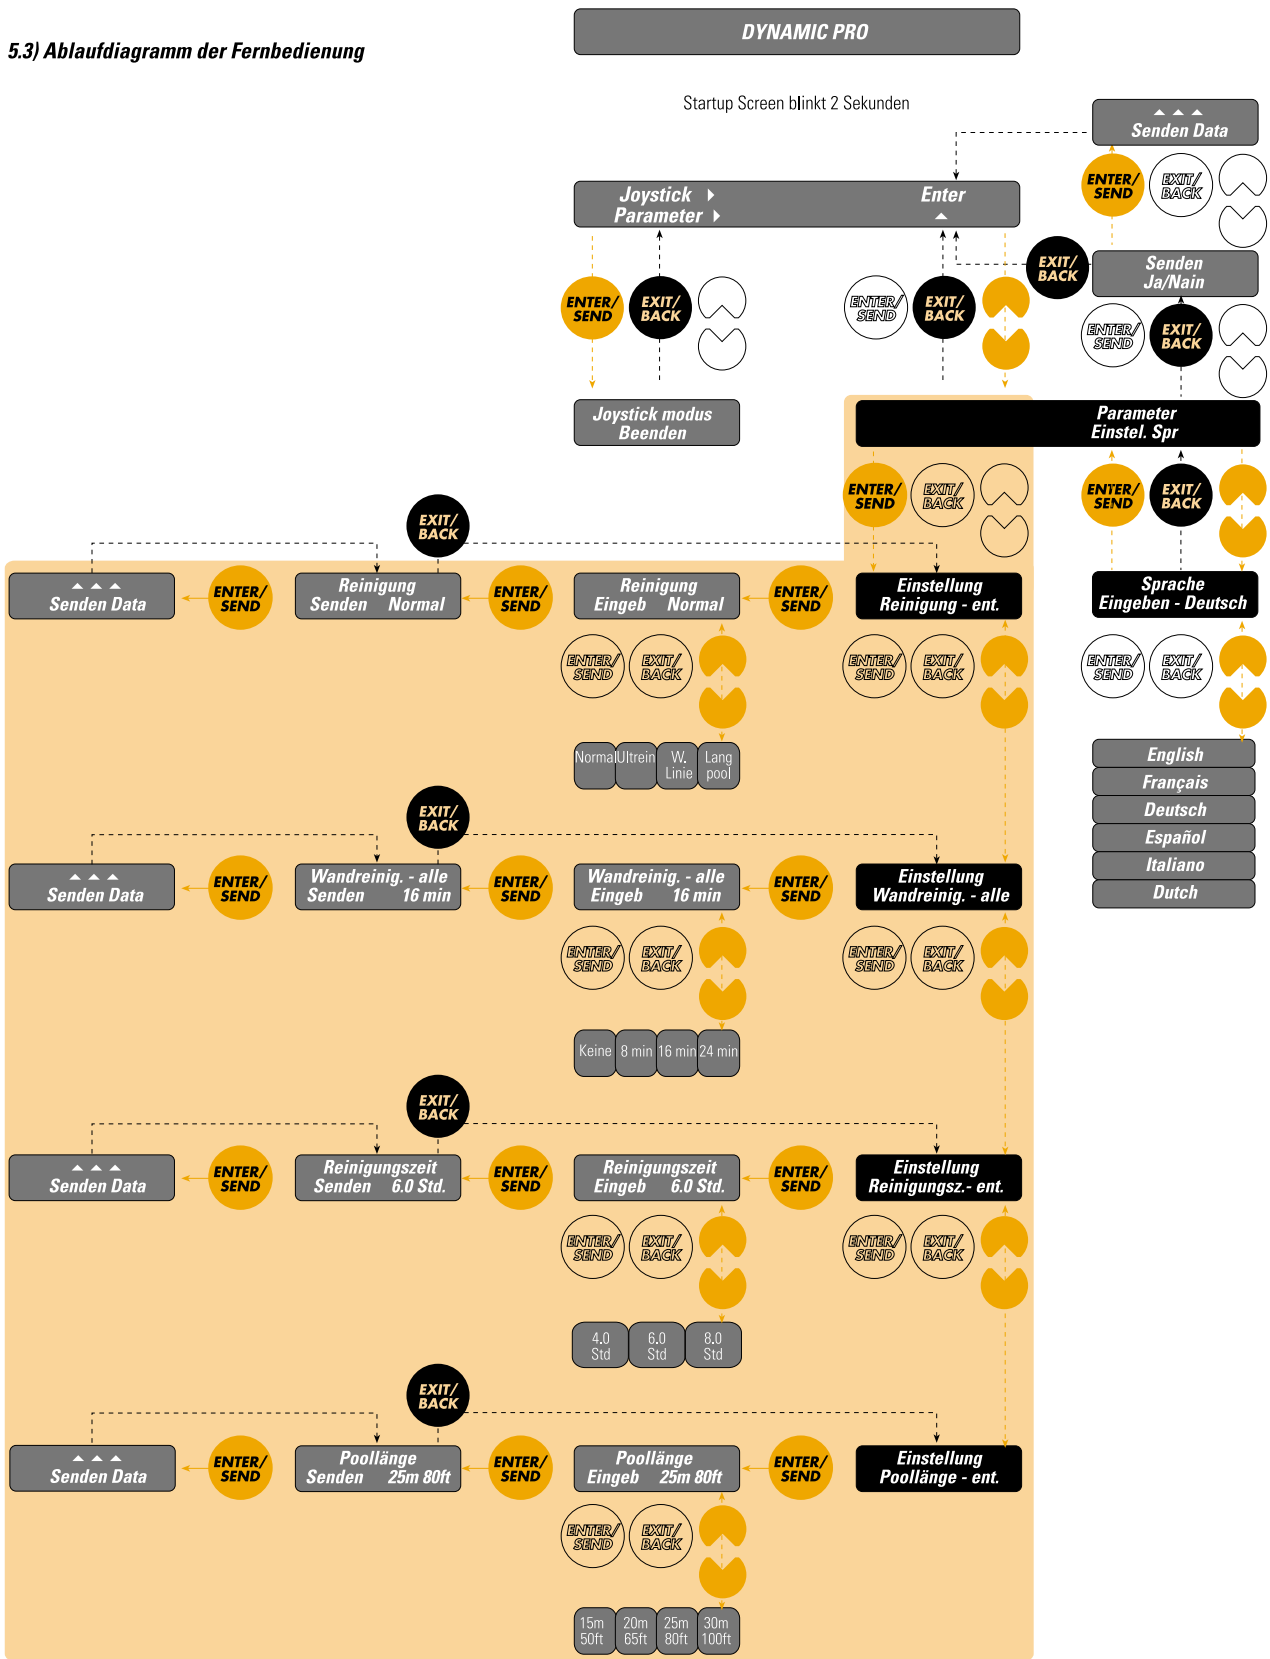 DYNAMIC PRO
5.3) Ablaufdiagramm der Fernbedienung
Startup Screen blinkt 2 Sekunden
Senden Data
ENTER/
SEND
EXIT/
BACK
Joystick
Parameter
Enter
EXIT/
BACK
Senden
Ja/Nain
ENTER/
SEND
EXIT/
BACK
ENTER/
SEND
EXIT/
BACK
ENTER/
SEND
EXIT/
BACK
Joystick modus
Beenden
Parameter
Einstel. Spr
ENTER/
SEND
EXIT/
BACK
ENTER/
SEND
EXIT/
BACK
EXIT/
BACK
Senden Data
ENTER/
SEND
Reinigung
Senden Normal
ENTER/
SEND
Reinigung
Eingeb Normal
ENTER/
SEND
Einstellung
Reinigung - ent.
Sprache
Eingeben - Deutsch
ENTER/
SEND
EXIT/
BACK
ENTER/
SEND
EXIT/
BACK
ENTER/
SEND
EXIT/
BACK
Normal
Ultrein
W.
Linie
Lang
pool
English
Français
Deutsch
Español
Italiano
Dutch
EXIT/
BACK
Senden Data
ENTER/
SEND
Wandreinig. - alle
Senden 16 min
ENTER/
SEND
Wandreinig. - alle
Eingeb 16 min
ENTER/
SEND
Einstellung
Wandreinig. - alle
ENTER/
SEND
EXIT/
BACK
ENTER/
SEND
EXIT/
BACK
Keine
8 min
16 min
24 min
EXIT/
BACK
Senden Data
ENTER/
SEND
Reinigungszeit
Senden 6.0 Std.
ENTER/
SEND
Reinigungszeit
Eingeb 6.0 Std.
ENTER/
SEND
Einstellung
Reinigungsz.- ent.
ENTER/
SEND
EXIT/
BACK
ENTER/
SEND
EXIT/
BACK
4.0
Std
6.0
Std
8.0
Std
EXIT/
BACK
Senden Data
ENTER/
SEND
Poollänge
Senden 25m 80ft
ENTER/
SEND
Poollänge
Eingeb 25m 80ft
ENTER/
SEND
Einstellung
Poollänge - ent.
ENTER/
SEND
EXIT/
BACK
15m
50ft
20m
65ft
25m
80ft
30m
100ft